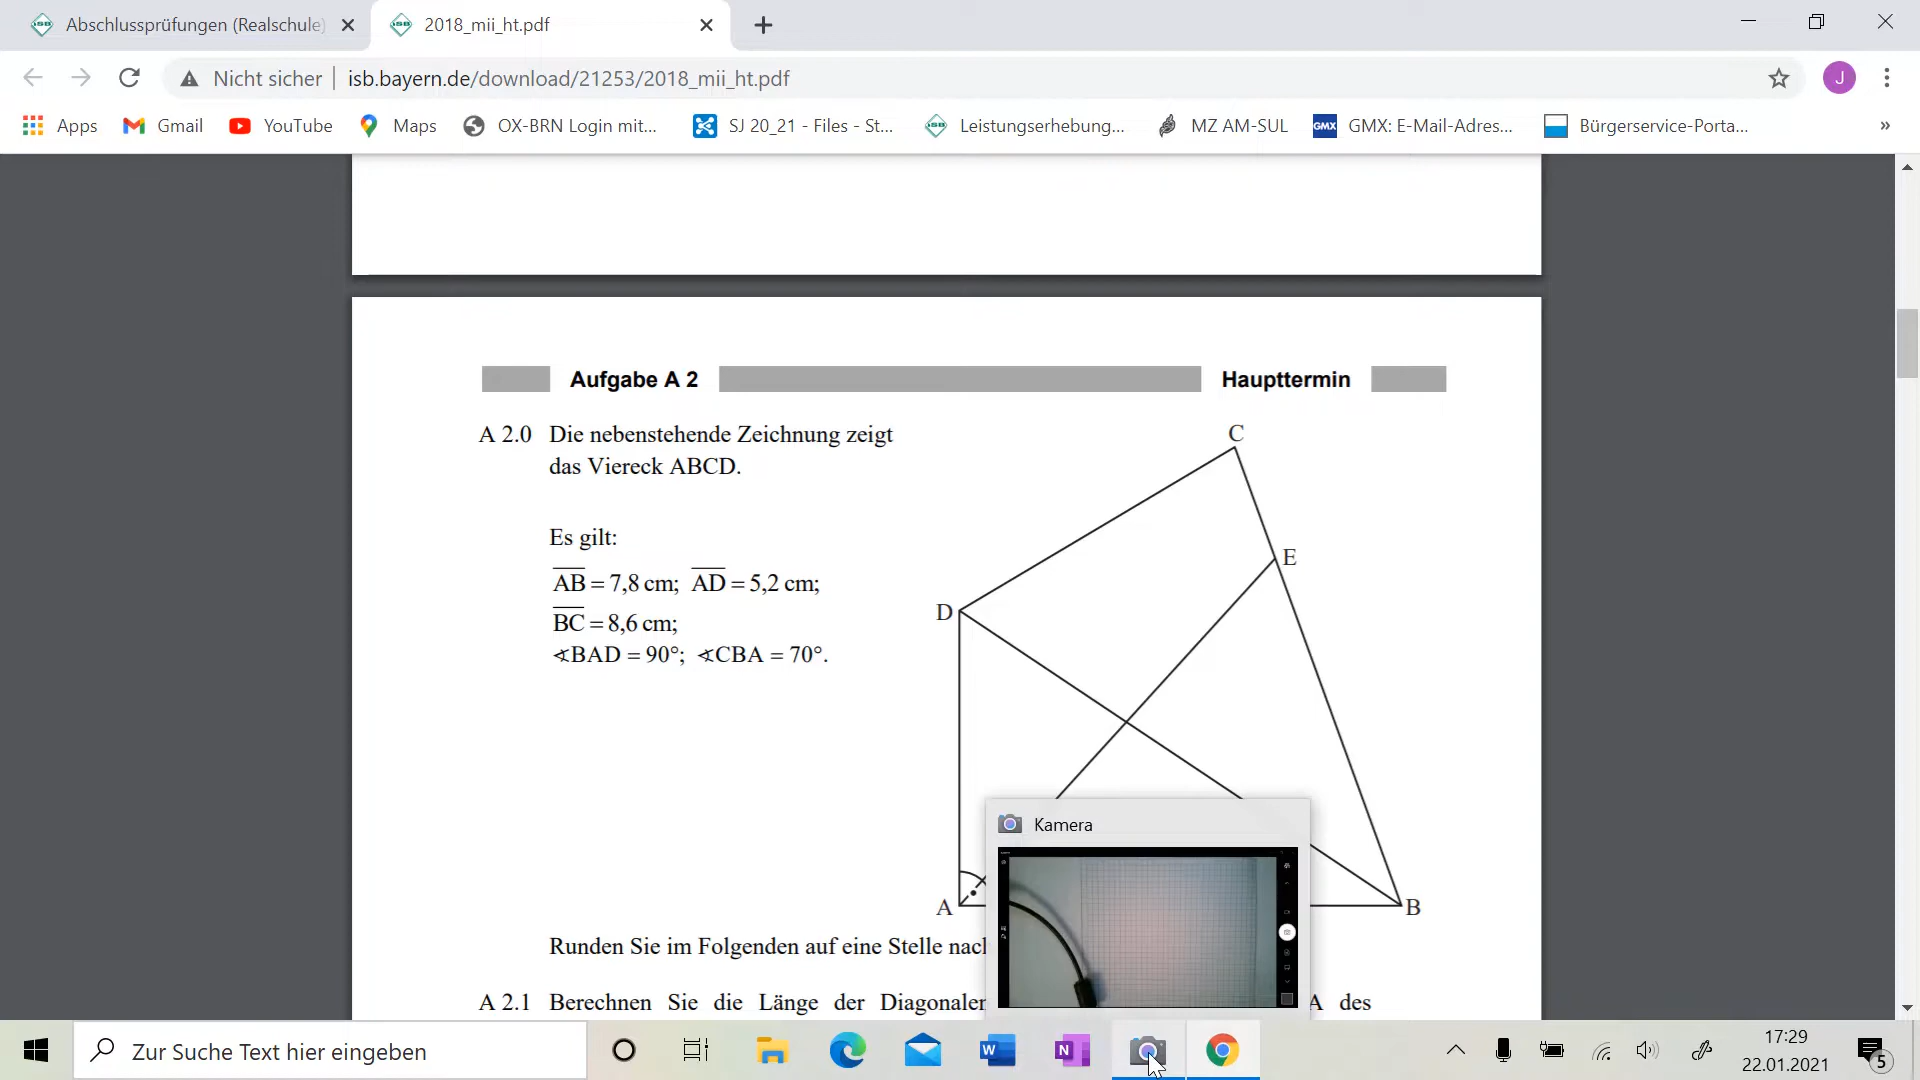 Abschlussprüfungen (Realschule)
2018_mii_ht.pdf
Nicht sicher
isb.bayern.de/download/21253/2018_mii_ht.pdf
J
Apps
Gmail
YouTube
Maps
OX-BRN Login mit...
SJ 20_21 - Files - St...
Leistungserhebung...
MZ AM-SUL
GMX
GMX: E-Mail-Adres...
Bürgerservice-Porta...
»
Aufgabe A 2
Haupttermin
A 2.0 Die nebenstehende Zeichnung zeigt
das Viereck ABCD.
Es gilt:
AB = 7,8 cm; AD = 5,2 cm;
BC = 8,6 cm;
∢BAD = 90°; ∢CBA = 70°.
C
E
D
A
B
Kamera
Runden Sie im Folgenden auf eine Stelle
A 2.1 Berechnen Sie die Länge der
A des
Zur Suche Text hier eingeben
W
N
17:29
22.01.2021
5